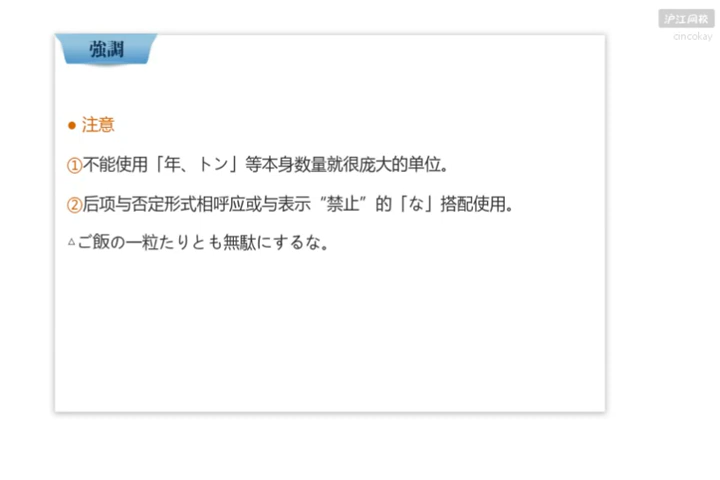 沪江网校
cincokay
強調
● 注意
①不能使用「年、トン」等本身数量就很庞大的单位。
②后项与否定形式相呼应或与表示“禁止”的「な」搭配使用。
△ご飯の一粒たりとも無駄にするな。